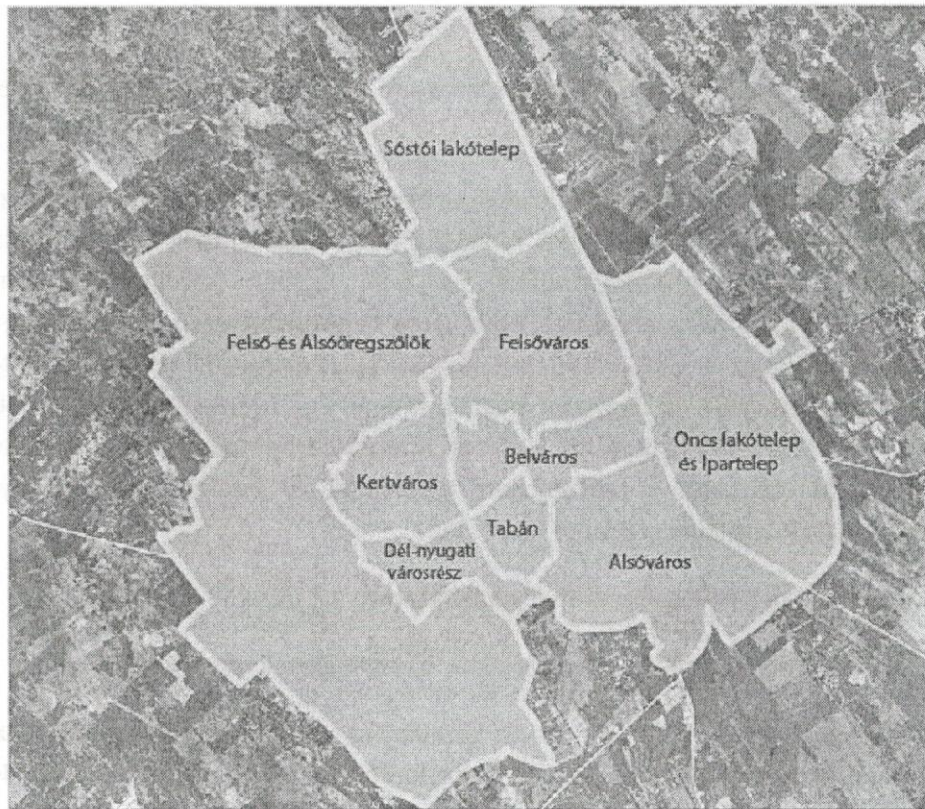 Sóstói lakótelep
Felső-és Alsóöregszőlők
Felsőváros
Oncs lakótelep
és Ipartelep
Belváros
Kertváros
Tabán
Dél-nyugati
városrész
Alsóváros